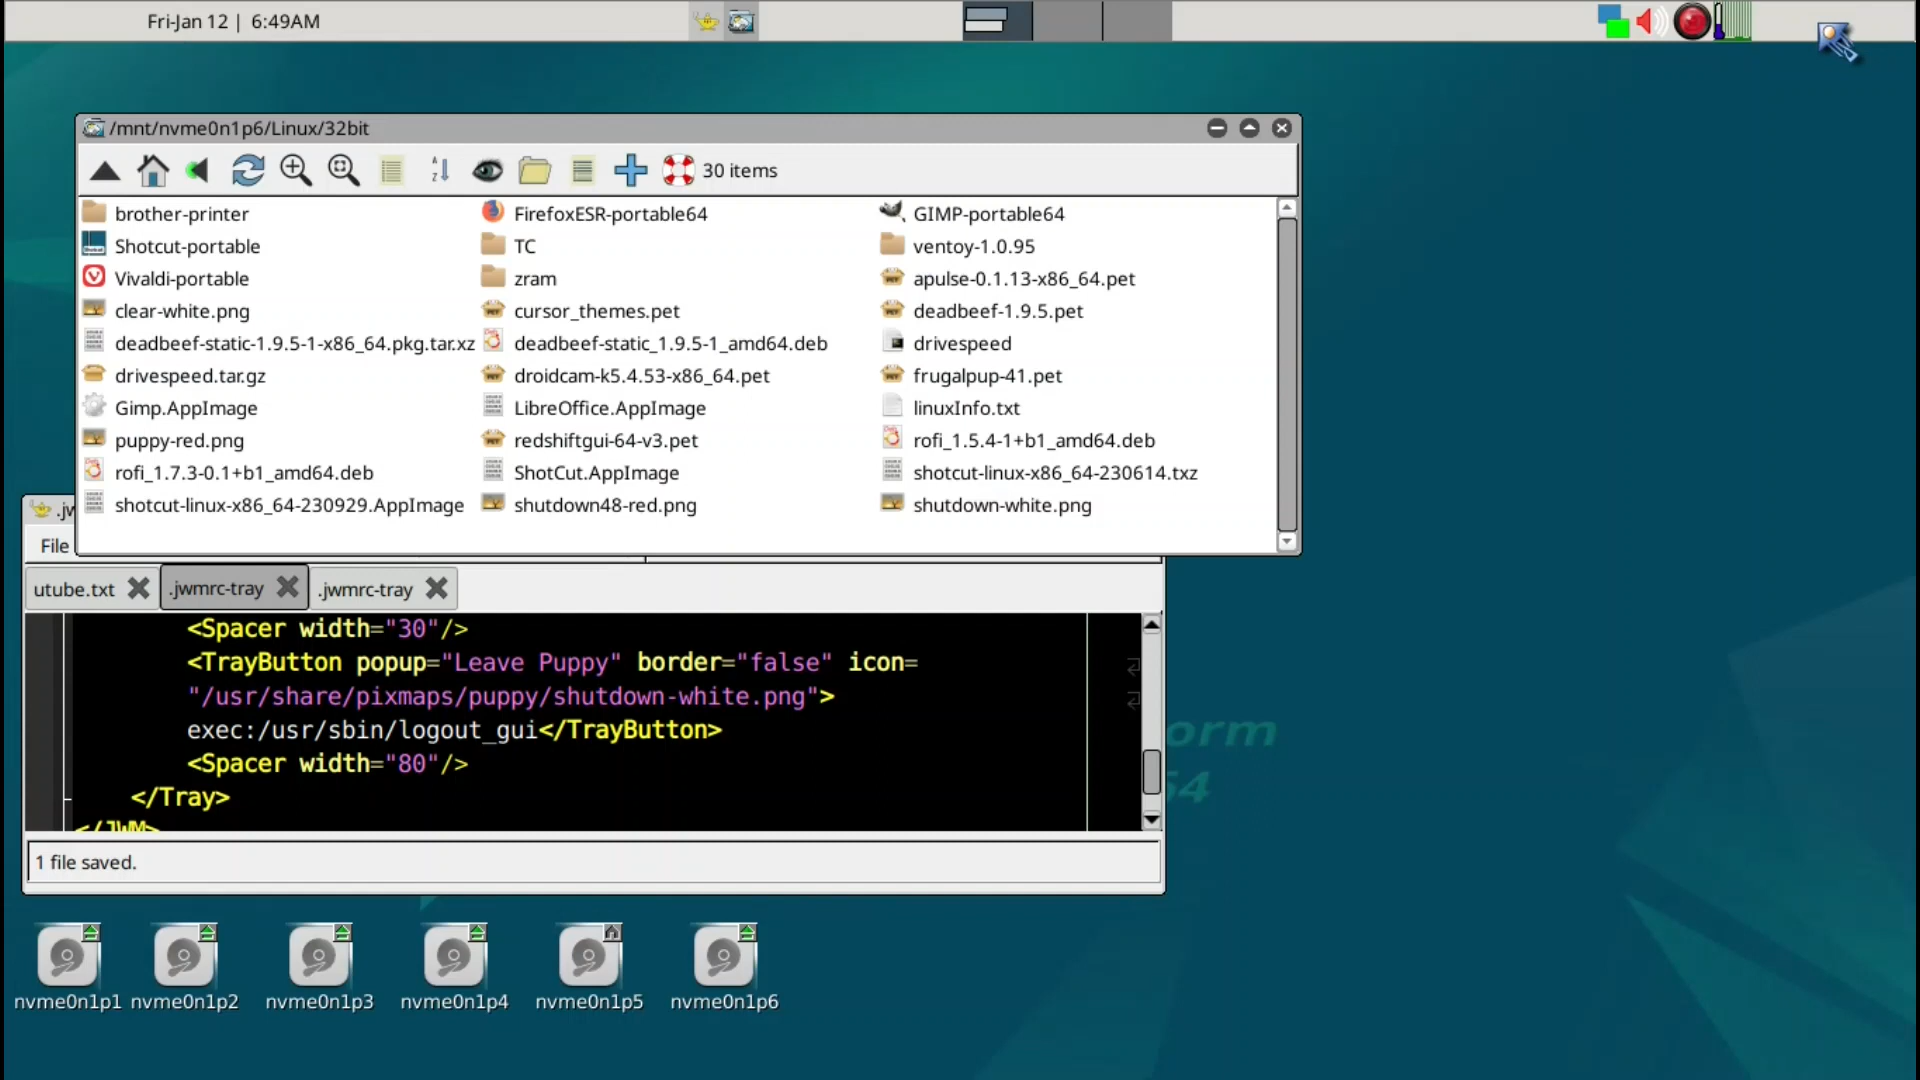 Fri-Jan 12 | 6:49AM
/mnt/nvme0n1p6/Linux/32bit
30 items
brother-printer FirefoxESR-portable64 GIMP-portable64
Shotcut-portable TC ventoy-1.0.95
Vivaldi-portable zram apulse-0.1.13-x86_64.pet
clear-white.png cursor_themes.pet deadbeef-1.9.5.pet
deadbeef-static-1.9.5-1-x86_64.pkg.tar.xz deadbeef-static_1.9.5-1_amd64.deb drivespeed
drivespeed.tar.gz droidcam-k5.4.53-x86_64.pet frugalpup-41.pet
Gimp.AppImage LibreOffice.AppImage linuxInfo.txt
puppy-red.png redshiftgui-64-v3.pet rofi_1.5.4-1+b1_amd64.deb
rofi_1.7.3-0.1+b1_amd64.deb ShotCut.AppImage shotcut-linux-x86_64-230614.txz
shotcut-linux-x86_64-230929.AppImage shutdown48-red.png shutdown-white.png
.jw
File
utube.txt .jwmrc-tray .jwmrc-tray
<Spacer width="30"/>
<TrayButton popup="Leave Puppy" border="false" icon=
"/usr/share/pixmaps/puppy/shutdown-white.png">
exec:/usr/sbin/logout_gui</TrayButton>
<Spacer width="80"/>
</Tray>
</JWM>
orm
64
1 file saved.
nvme0n1p1 nvme0n1p2 nvme0n1p3 nvme0n1p4 nvme0n1p5 nvme0n1p6